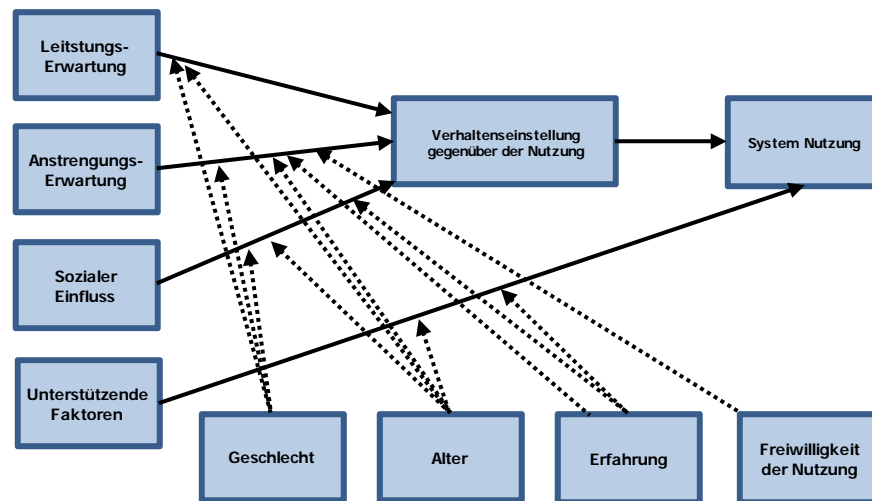 Leitstungs-
Erwartung
Anstrengungs-
Erwartung
Verhaltenseinstellung
gegenüber der Nutzung
System Nutzung
Sozialer
Einfluss
Unterstützende
Faktoren
Geschlecht
Alter
Erfahrung
Freiwilligkeit
der Nutzung